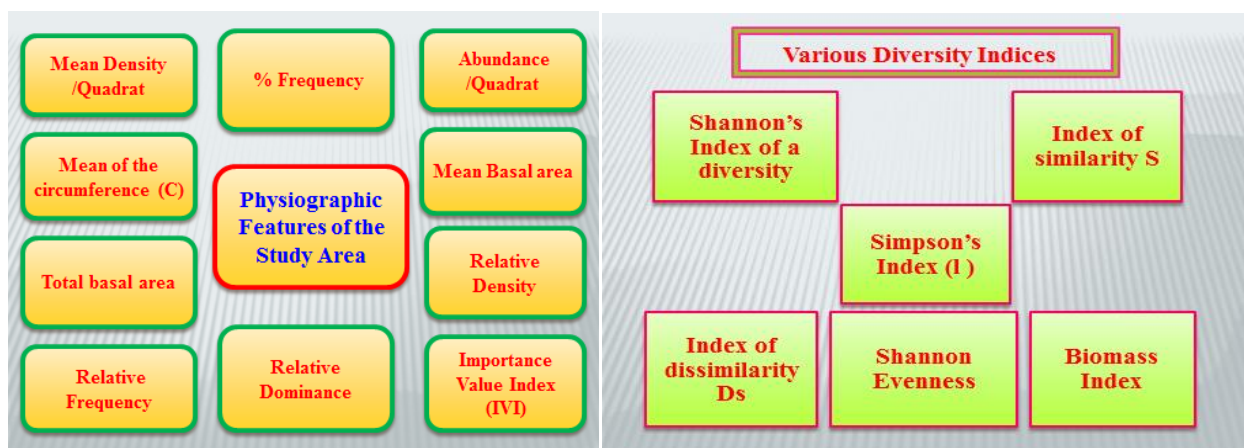 Mean Density
/Quadrat
% Frequency
Abundance
/Quadrat
Mean of the
circumference (C)
Physiographic
Features of the
Study Area
Mean Basal area
Total basal area
Relative
Density
Relative
Frequency
Relative
Dominance
Importance
Value Index
(IVI)
Various Diversity Indices
Shannon's
Index of a
diversity
Index of
similarity S
Simpson's
Index (l )
Index of
dissimilarity
Ds
Shannon
Evenness
Biomass
Index